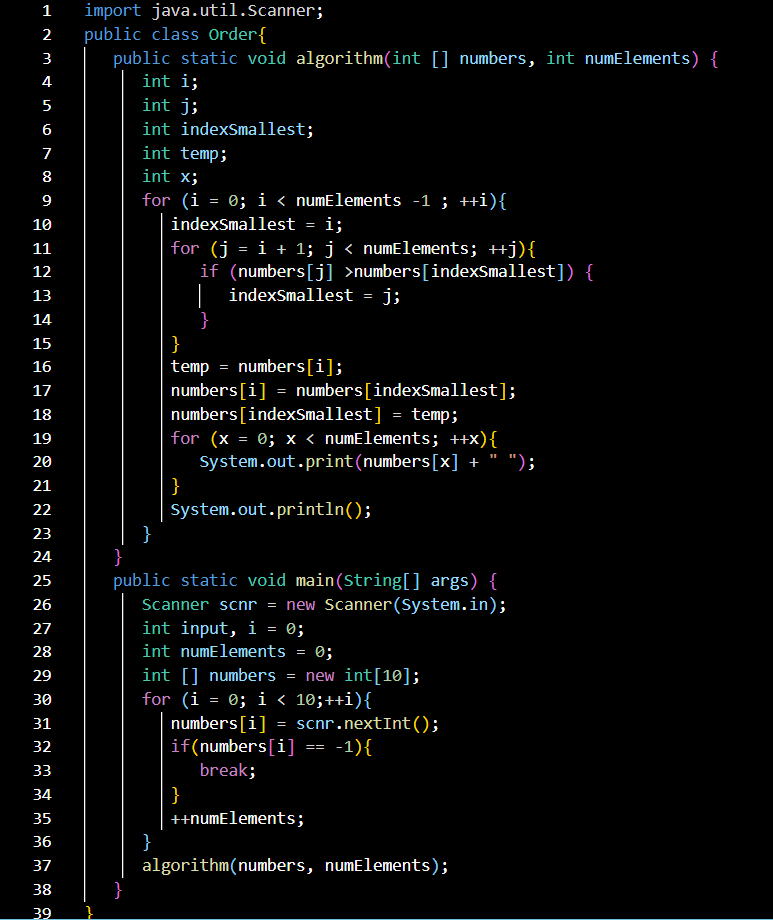 1 import java.util.Scanner;
2 public class Order{
3 public static void algorithm(int [] numbers, int numElements) {
4 int i;
5 int j;
6 int indexSmallest;
7 int temp;
8 int x;
9 for (i = 0; i < numElements -1 ; ++i){
10 indexSmallest = i;
11 for (j = i + 1; j < numElements; ++j){
12 if (numbers[j] >numbers[indexSmallest]) {
13 indexSmallest = j;
14 }
15 }
16 temp = numbers[i];
17 numbers[i] = numbers[indexSmallest];
18 numbers[indexSmallest] = temp;
19 for (x = 0; x < numElements; ++x){
20 System.out.print(numbers[x] + " ");
21 }
22 System.out.println();
23 }
24 }
25 public static void main(String[] args) {
26 Scanner scnr = new Scanner(System.in);
27 int input, i = 0;
28 int numElements = 0;
29 int [] numbers = new int[10];
30 for (i = 0; i < 10;++i){
31 numbers[i] = scnr.nextInt();
32 if(numbers[i] == -1){
33 break;
34 }
35 ++numElements;
36 }
37 algorithm(numbers, numElements);
38 }
39 }